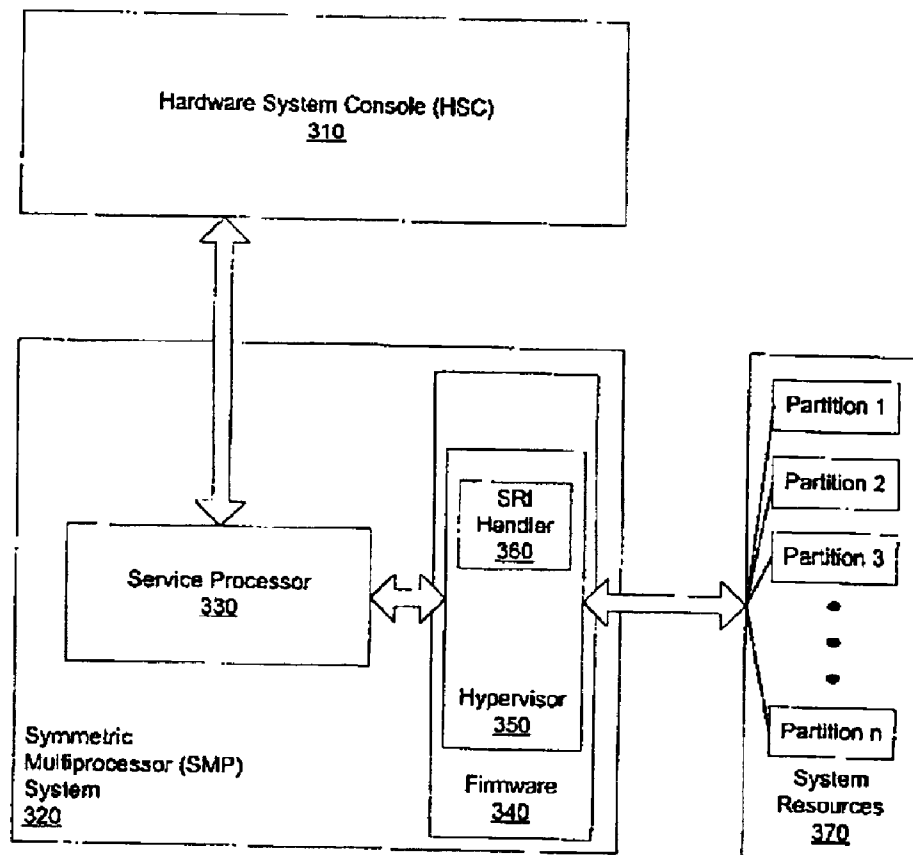 Hardware System Console (HSC)
310
Partition 1
Partition 2
SRI
Handler
360
Partition 3
Service Processor
330
Hypervisor
350
Partition n
Symmetric
Multiprocessor (SMP)
System
320
Firmware
340
System
Resources
370